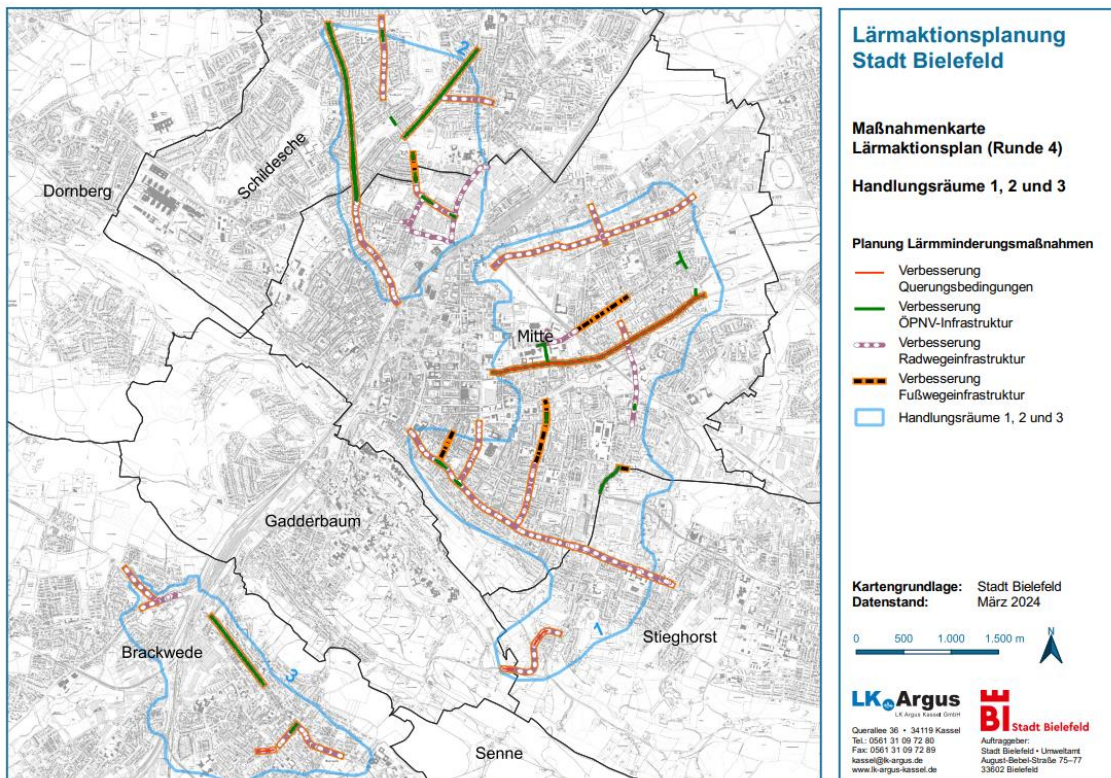 Dornberg
Schildesche
2
Mitte
Gadderbaum
Brackwede
3
1
Stieghorst
Senne
Lärmaktionsplanung
Stadt Bielefeld
Maßnahmenkarte
Lärmaktionsplan (Runde 4)
Handlungsräume 1, 2 und 3
Planung Lärmminderungsmaßnahmen
Verbesserung
Querungsbedingungen
Verbesserung
ÖPNV-Infrastruktur
Verbesserung
Radwegeinfrastruktur
Verbesserung
Fußwegeinfrastruktur
Handlungsräume 1, 2 und 3
Kartengrundlage: Stadt Bielefeld
Datenstand: März 2024
0 500 1.000 1.500 m
N
LK Argus
LK Argus Kassel GmbH
Querallee 36 • 34119 Kassel
Tel.: 0561 31 09 72 80
Fax: 0561 31 09 72 89
kassel@lk-argus.de
www.lk-argus-kassel.de
BI Stadt Bielefeld
Auftraggeber:
Stadt Bielefeld • Umweltamt
August-Bebel-Straße 75–77
33602 Bielefeld